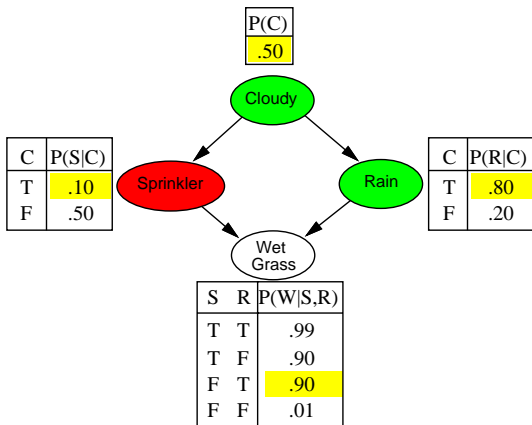 P(C)
.50
Cloudy
C P(S|C)
T .10
F .50
Sprinkler
Rain
C P(R|C)
T .80
F .20
Wet
Grass
S R P(W|S,R)
T T .99
T F .90
F T .90
F F .01